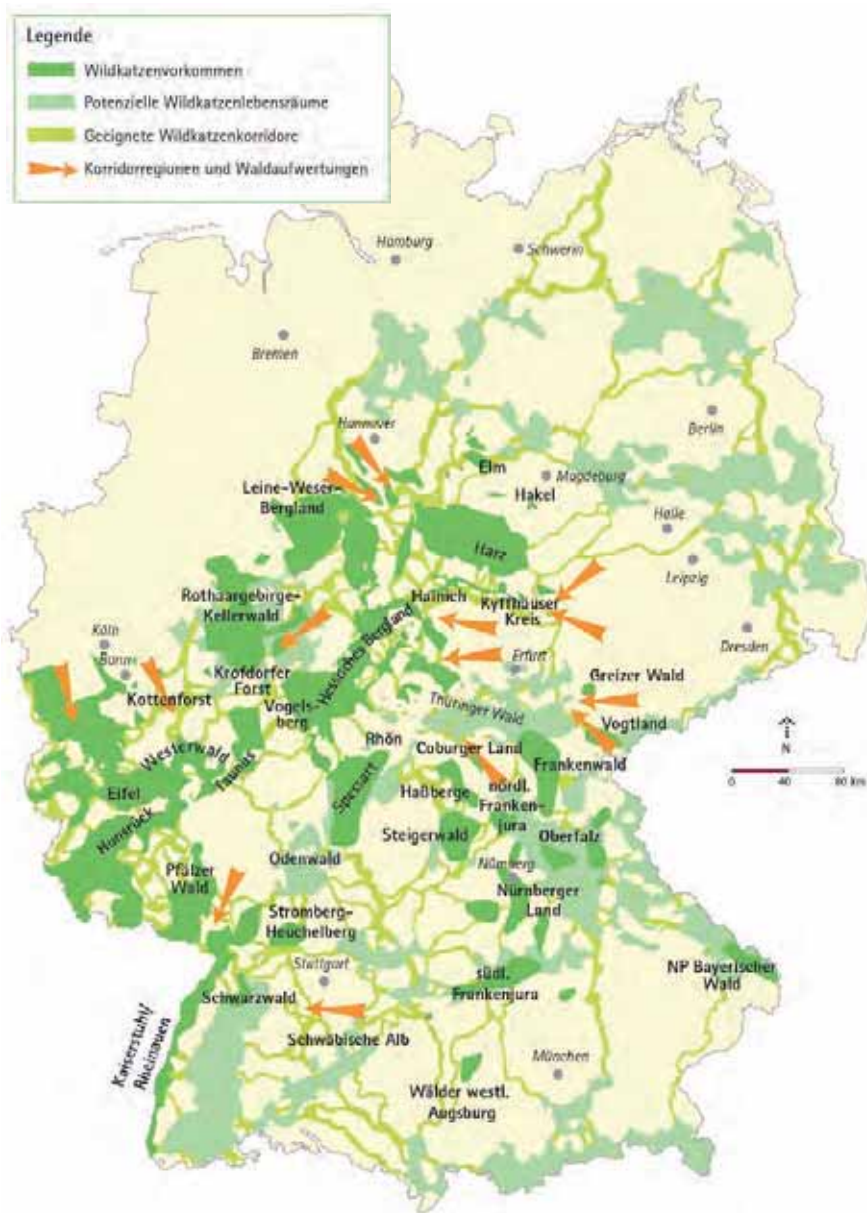 Legende
Wildkatzenvorkommen
Potenzielle Wildkatzenlebensräume
Geeignete Wildkatzenkorridore
Korridorregionen und Waldaufwertungen
Hamburg
Schwerin
Bremen
Hannover
Berlin
Elm
Magdeburg
Leine-Weser-
Bergland
Hakel
Halle
Harz
Leipzig
Rothaargebirge-
Kellerwald
Hainich
Kyffhäuser
Kreis
Hessisches Bergland
Köln
Bonn
Dresden
Erfurt
Krofdorfer
Forst
Greizer Wald
Kottenforst
Vogels-
berg
Thüringer Wald
Vogtland
Westerwald
Rhön
Coburger Land
Frankenwald
N
0 40 80 km
Taunus
Eifel
Spessart
Haßberge
nördl.
Franken-
jura
Hunsrück
Steigerwald
Oberfalz
Odenwald
Nürnberg
Pfälzer
Wald
Nürnberger
Land
Stromberg-
Heuchelberg
Stuttgart
NP Bayerischer
Wald
südl.
Frankenjura
Schwarzwald
Schwäbische Alb
Kaiserstuhl/
Rheinauen
München
Wälder westl.
Augsburg